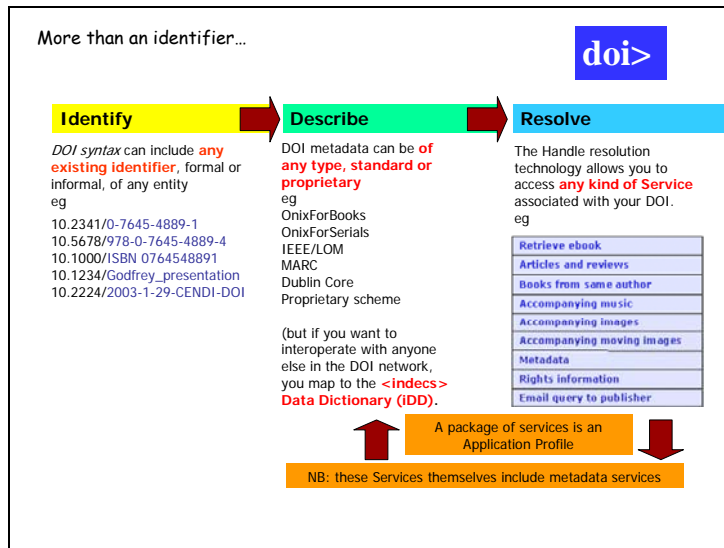 More than an identifier...
doi>
Identify
DOI syntax can include any
existing identifier, formal or
informal, of any entity
eg
10.2341/0-7645-4889-1
10.5678/978-0-7645-4889-4
10.1000/ISBN 0764548891
10.1234/Godfrey_presentation
10.2224/2003-1-29-CENDI-DOI
Describe
DOI metadata can be of
any type, standard or
proprietary
eg
OnixForBooks
OnixForSerials
IEEE/LOM
MARC
Dublin Core
Proprietary scheme
(but if you want to
interoperate with anyone
else in the DOI network,
you map to the <indecs>
Data Dictionary (iDD).
Resolve
The Handle resolution
technology allows you to
access any kind of Service
associated with your DOI.
eg
Retrieve ebook
Articles and reviews
Books from same author
Accompanying music
Accompanying images
Accompanying moving images
Metadata
Rights information
Email query to publisher
A package of services is an
Application Profile
NB: these Services themselves include metadata services